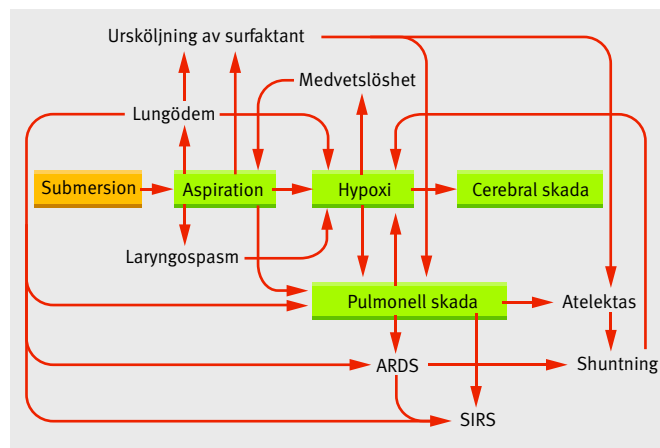 Ursköljning av surfaktant
Medvetslöshet
Lungödem
Submersion
Aspiration
Hypoxi
Cerebral skada
Laryngospasm
Pulmonell skada
Atelektas
ARDS
Shuntning
SIRS